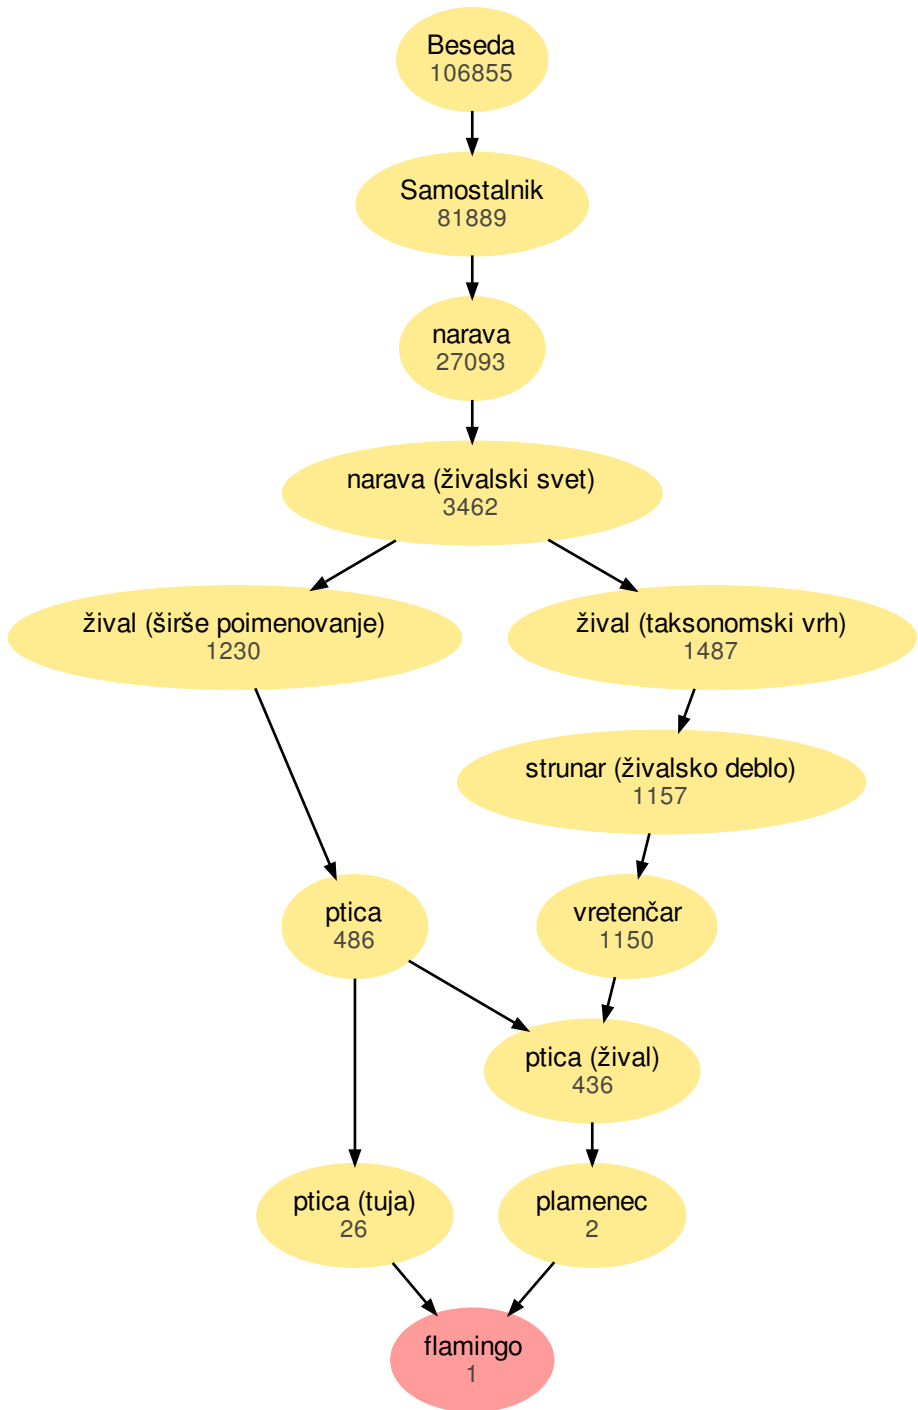 Beseda
106855
Samostalnik
81889
narava
27093
narava (živalski svet)
3462
žival (širše poimenovanje)
1230
žival (taksonomski vrh)
1487
strunar (živalsko deblo)
1157
ptica
486
vretenčar
1150
ptica (žival)
436
ptica (tuja)
26
plamenec
2
flamingo
1